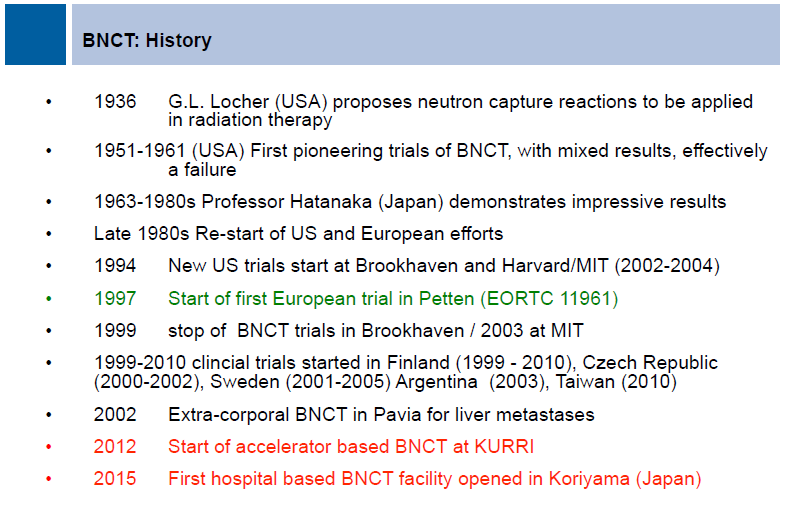 BNCT: History
• 1936 G.L. Locher (USA) proposes neutron capture reactions to be applied
in radiation therapy
• 1951-1961 (USA) First pioneering trials of BNCT, with mixed results, effectively
a failure
• 1963-1980s Professor Hatanaka (Japan) demonstrates impressive results
• Late 1980s Re-start of US and European efforts
• 1994 New US trials start at Brookhaven and Harvard/MIT (2002-2004)
• 1997 Start of first European trial in Petten (EORTC 11961)
• 1999 stop of BNCT trials in Brookhaven / 2003 at MIT
• 1999-2010 clincial trials started in Finland (1999 - 2010), Czech Republic
(2000-2002), Sweden (2001-2005) Argentina (2003), Taiwan (2010)
• 2002 Extra-corporal BNCT in Pavia for liver metastases
• 2012 Start of accelerator based BNCT at KURRI
• 2015 First hospital based BNCT facility opened in Koriyama (Japan)